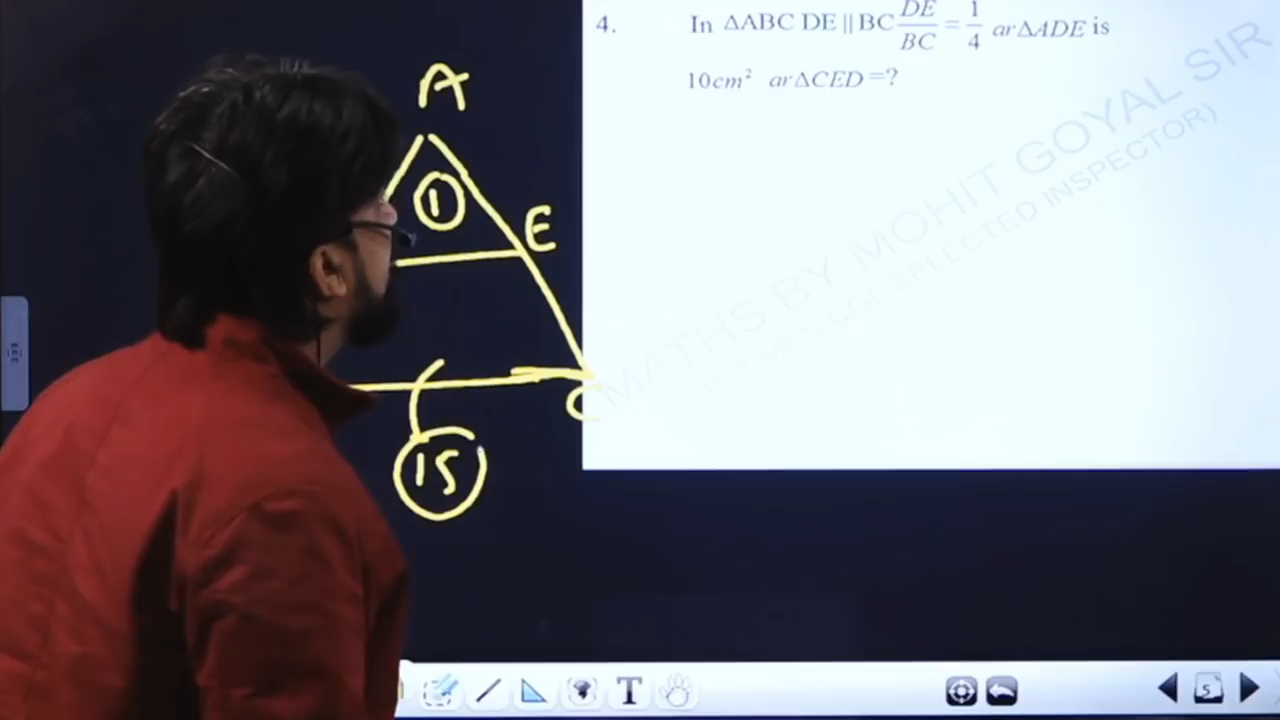 4. In ΔABC DE || BC DE/BC = 1/4 arΔADE is
10cm² arΔCED =?
A
1
E
C
15
MATHS BY MOHIT GOYAL SIR
SELECTED INSPECTOR)
T
5